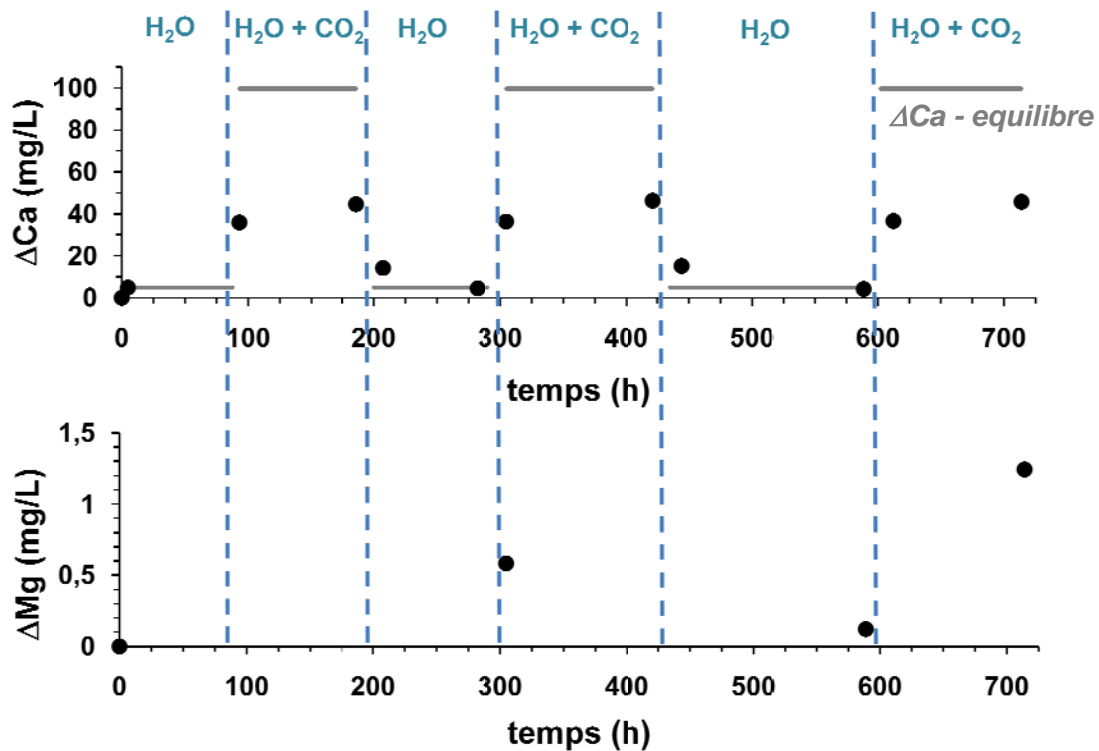 H₂O H₂O + CO₂ H₂O H₂O + CO₂ H₂O H₂O + CO₂
100
80
60
40
20
0
ΔCa (mg/L)
ΔCa - equilibre
0 100 200 300 400 500 600 700
temps (h)
1,5
1
0,5
0
ΔMg (mg/L)
0 100 200 300 400 500 600 700
temps (h)